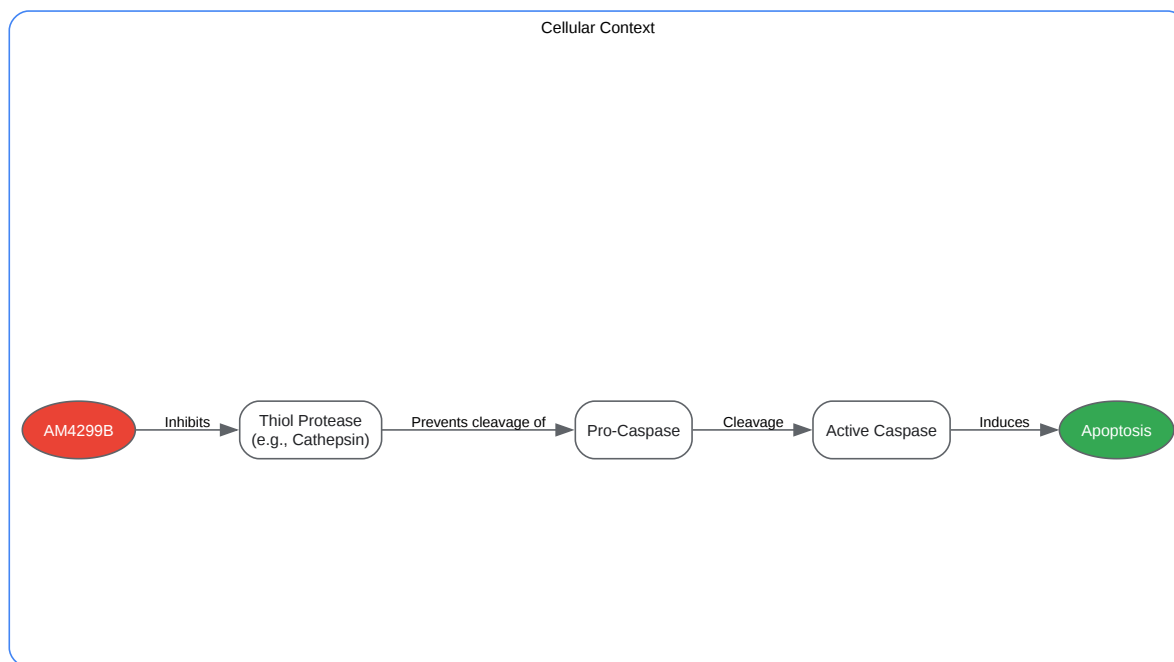 Cellular Context
AM4299B
Inhibits
Thiol Protease
(e.g., Cathepsin)
Prevents cleavage of
Pro-Caspase
Cleavage
Active Caspase
Induces
Apoptosis